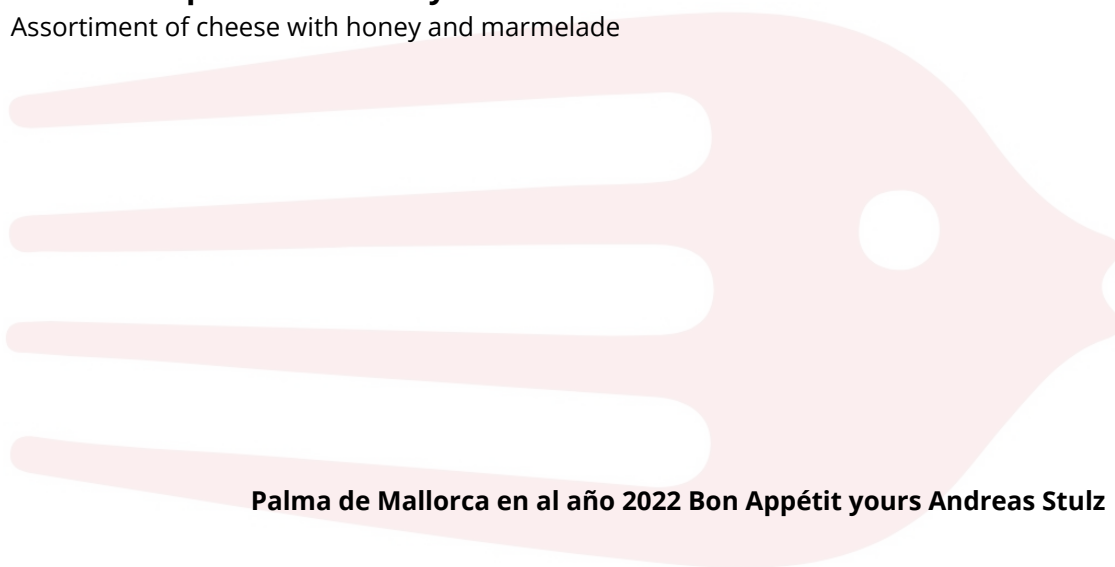 Assortiment of cheese with honey and marmelade
Palma de Mallorca en al año 2022 Bon Appétit yours Andreas Stulz